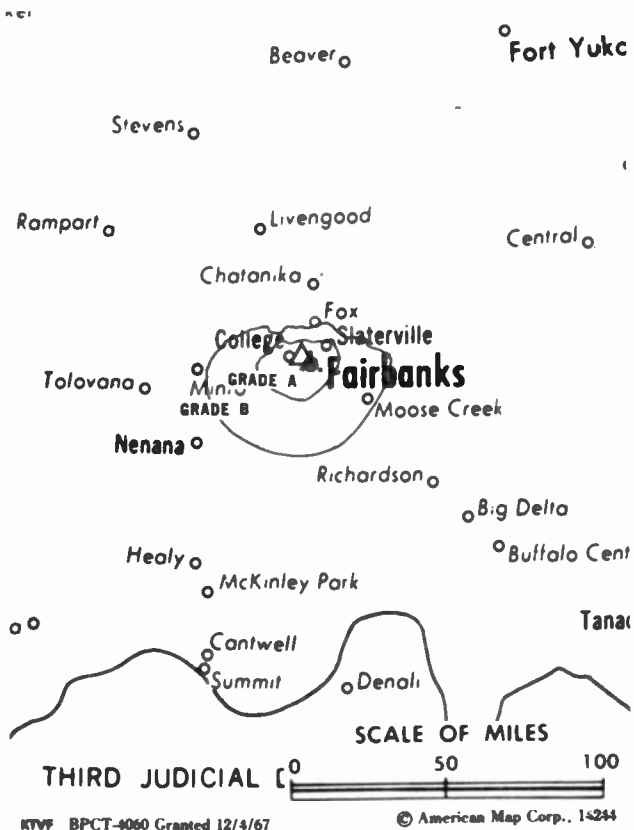 Beaver
Fort Yukc
Stevens
Rampart
Livengood
Central
Chatanika
Fox
College
Slaterville
GRADE A
Fairbanks
Tolovana
GRADE B
Moose Creek
Nenana
Richardson
Big Delta
Buffalo Cent
Healy
McKinley Park
Tanac
Cantwell
Summit
Denali
SCALE OF MILES
0 50 100
THIRD JUDICIAL D
KTVF BPCT-4060 Granted 12/4/67
© American Map Corp., 14244